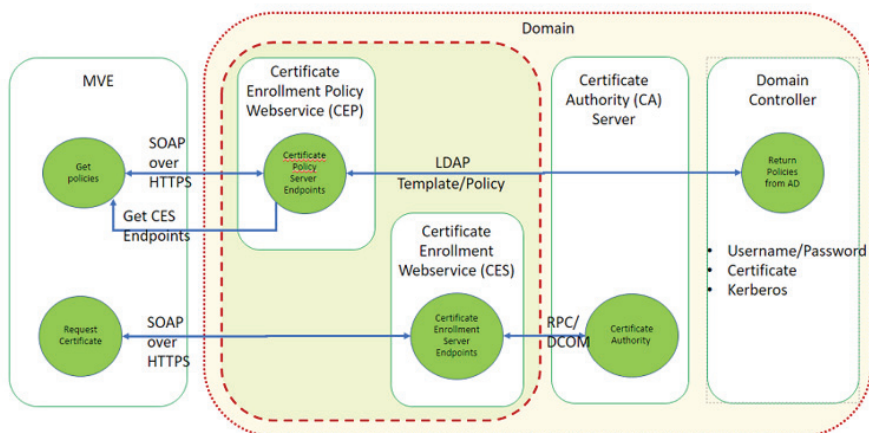 Domain
MVE
Certificate
Enrollment Policy
Webservice (CEP)
Certificate
Authority (CA)
Server
Domain
Controller
Get
policies
SOAP
over
HTTPS
Certificate
Policy
Server
Endpoints
LDAP
Template/Policy
Return
Policies
from AD
Get CES
Endpoints
Certificate
Enrollment
Webservice (CES)
• Username/Password
• Certificate
• Kerberos
Request
Certificate
SOAP
over
HTTPS
Certificate
Enrollment
Server
Endpoints
RPC/
DCOM
Certificate
Authority